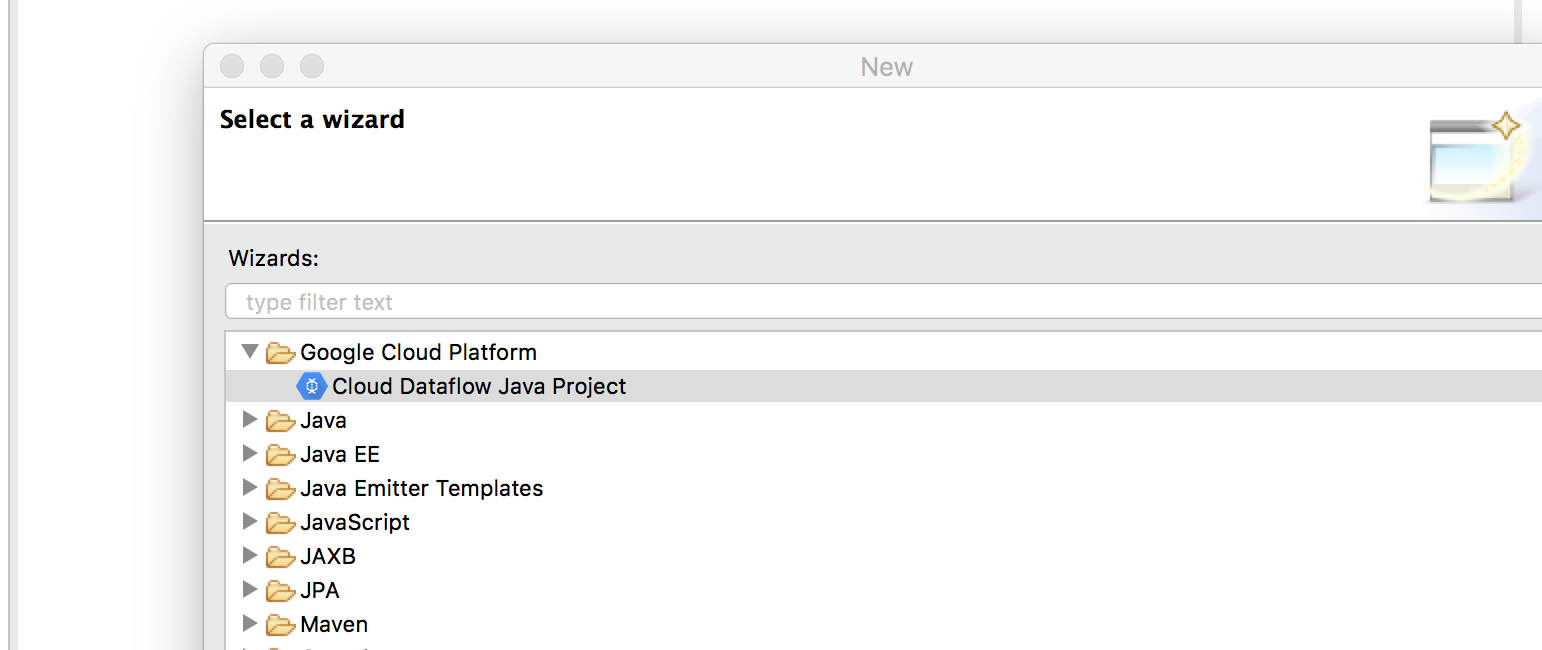 New
Select a wizard
Wizards:
type filter text
Google Cloud Platform
Cloud Dataflow Java Project
Java
Java EE
Java Emitter Templates
JavaScript
JAXB
JPA
Maven